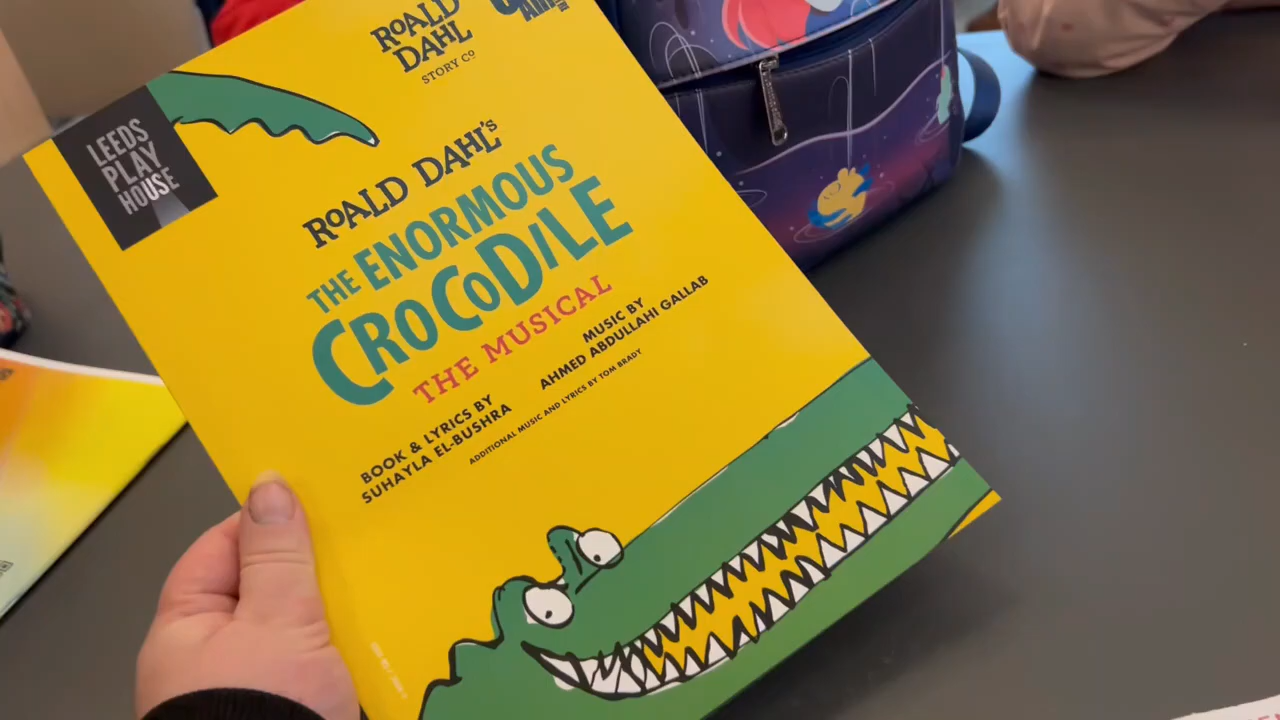 ROALD
DAHL
STORY CO
LEEDS
PLAY
HOUSE
ROALD DAHL'S
THE ENORMOUS
CROCODILE
THE MUSICAL
BOOK & LYRICS BY
SUHAYLA EL-BUSHRA
MUSIC BY
AHMED ABDULLAHI GALLAB
ADDITIONAL MUSIC AND LYRICS BY TOM BRADY